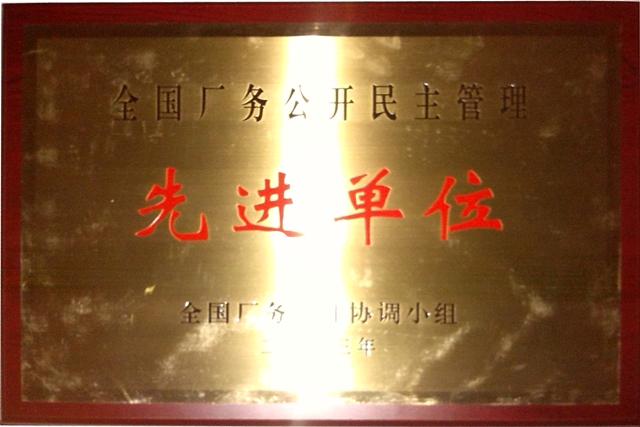 全国厂务公开民主管理
先进单位
全国厂务 协调小组
年